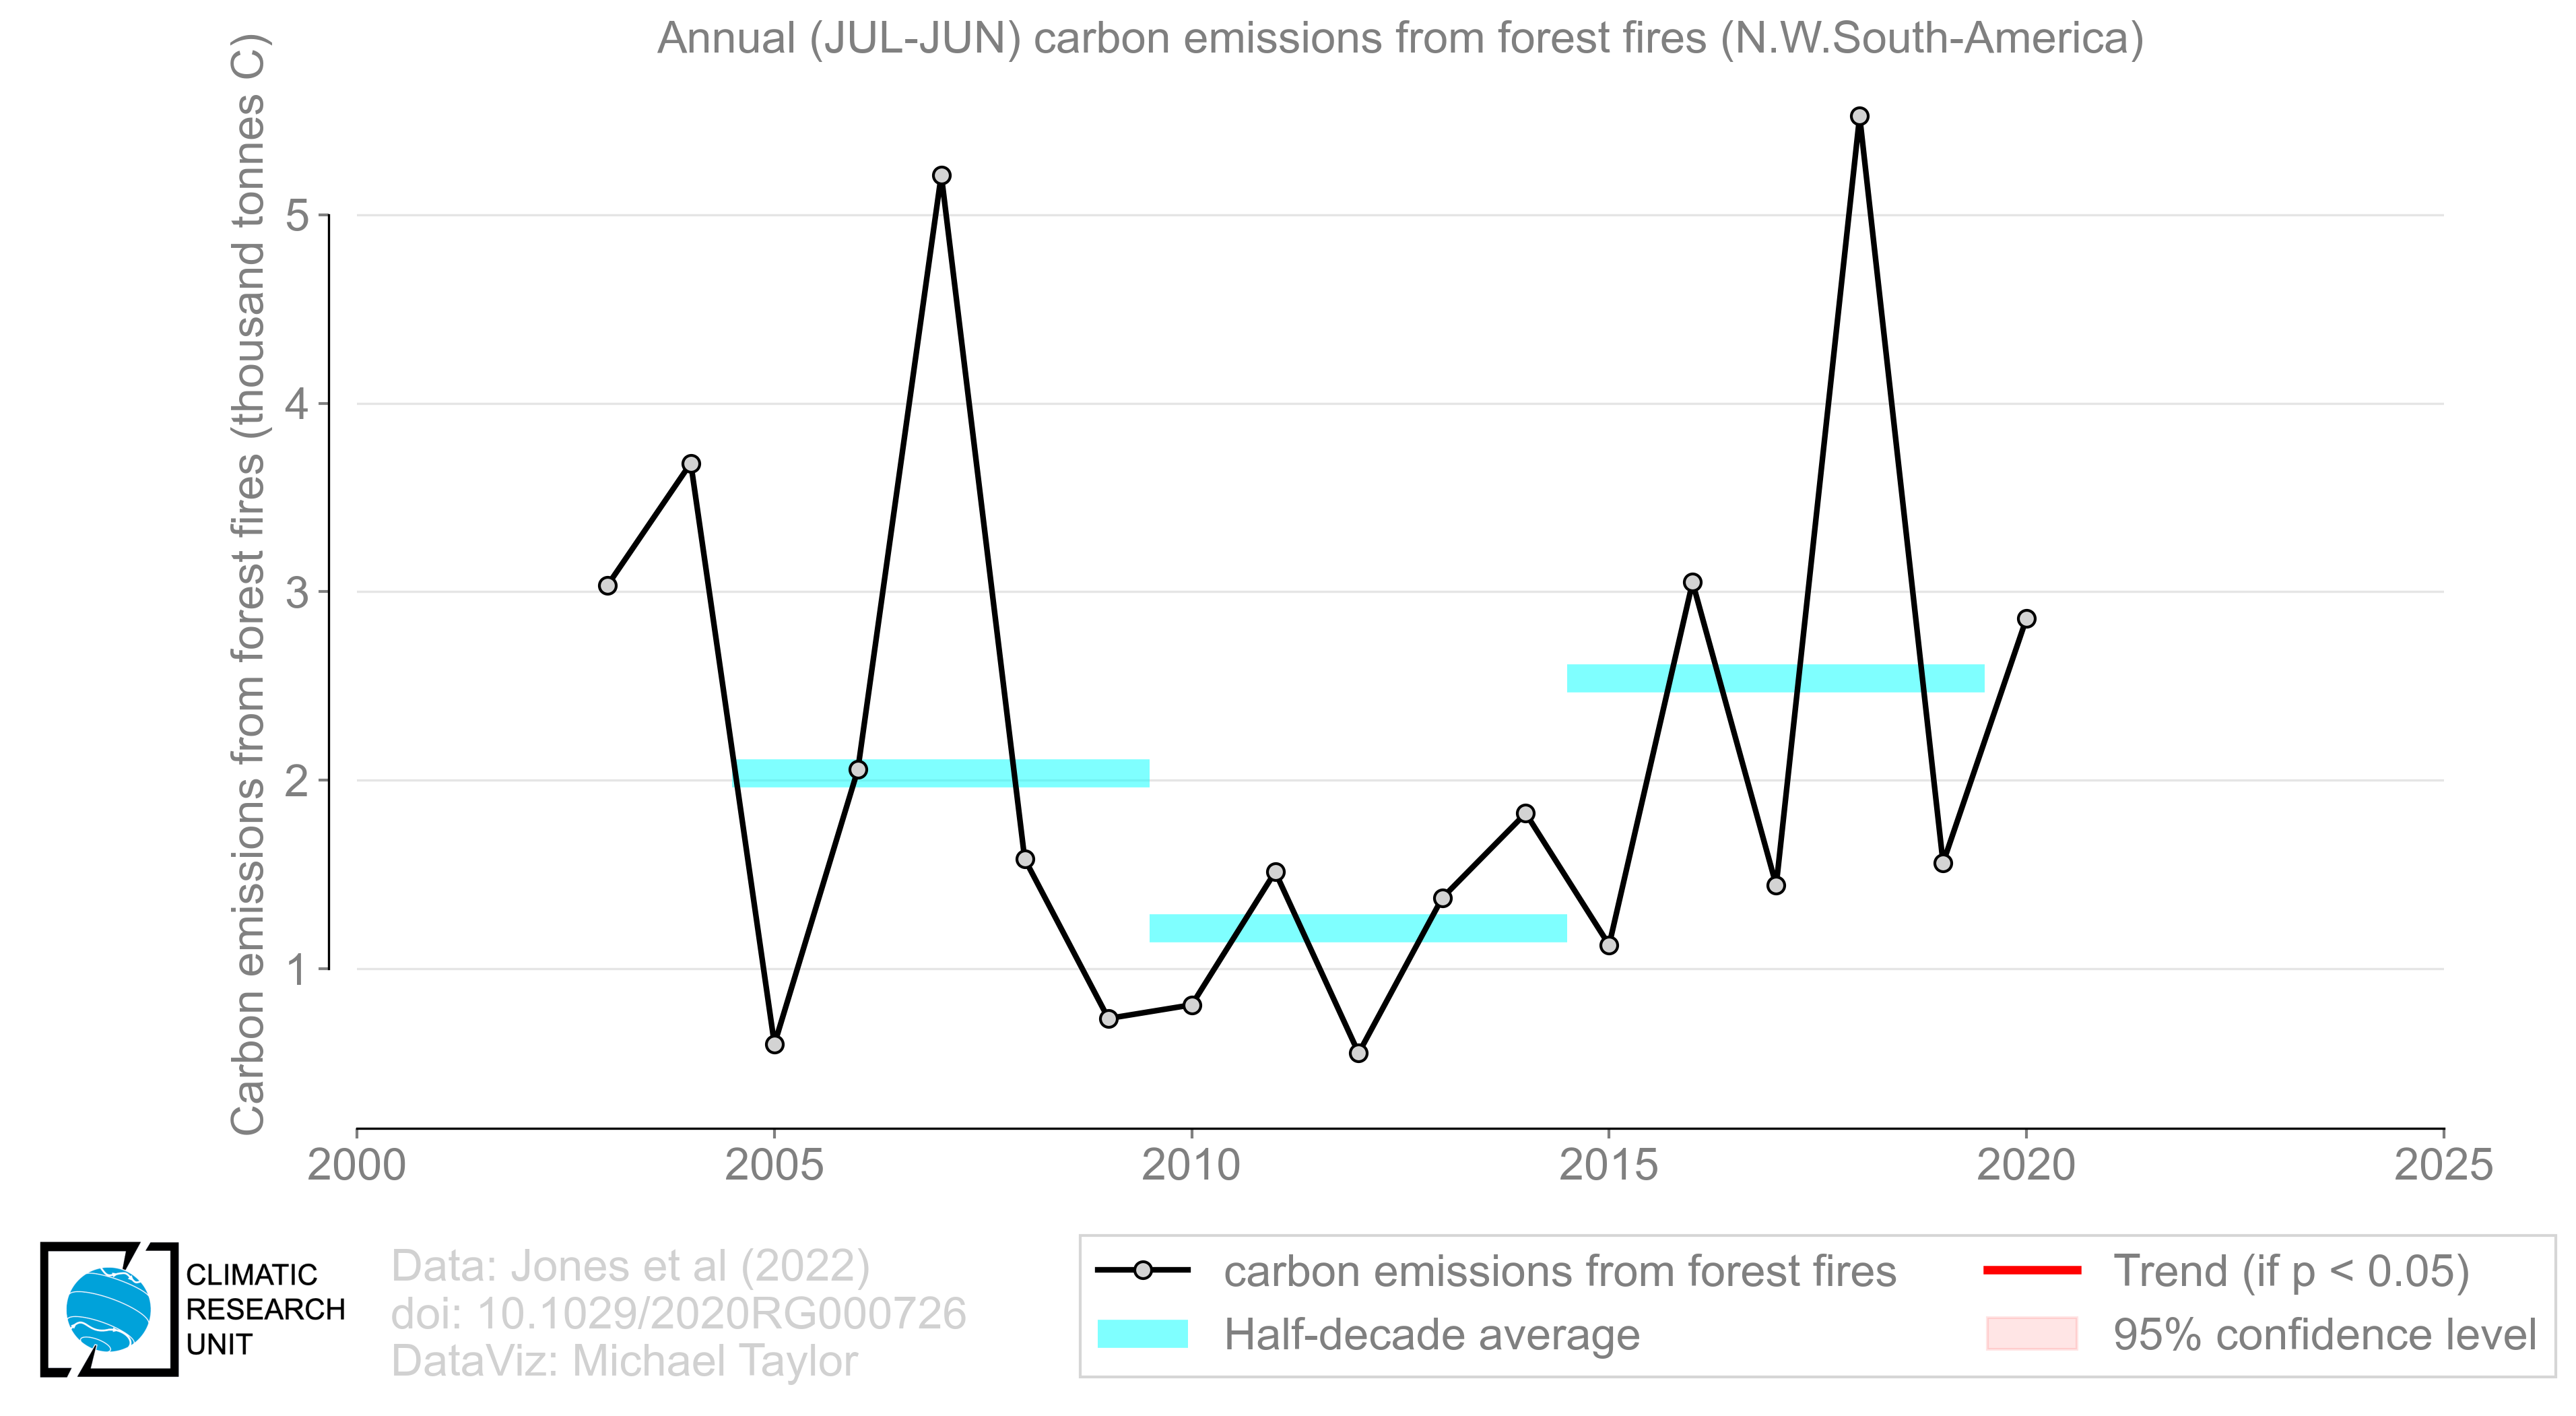 Annual (JUL-JUN) carbon emissions from forest fires (N.W.South-America)
Carbon emissions from forest fires (thousand tonnes C)
5
4
3
2
1
2000 2005 2010 2015 2020 2025
CLIMATIC
RESEARCH
UNIT
Data: Jones et al (2022)
doi: 10.1029/2020RG000726
DataViz: Michael Taylor
carbon emissions from forest fires
Half-decade average
Trend (if p < 0.05)
95% confidence level